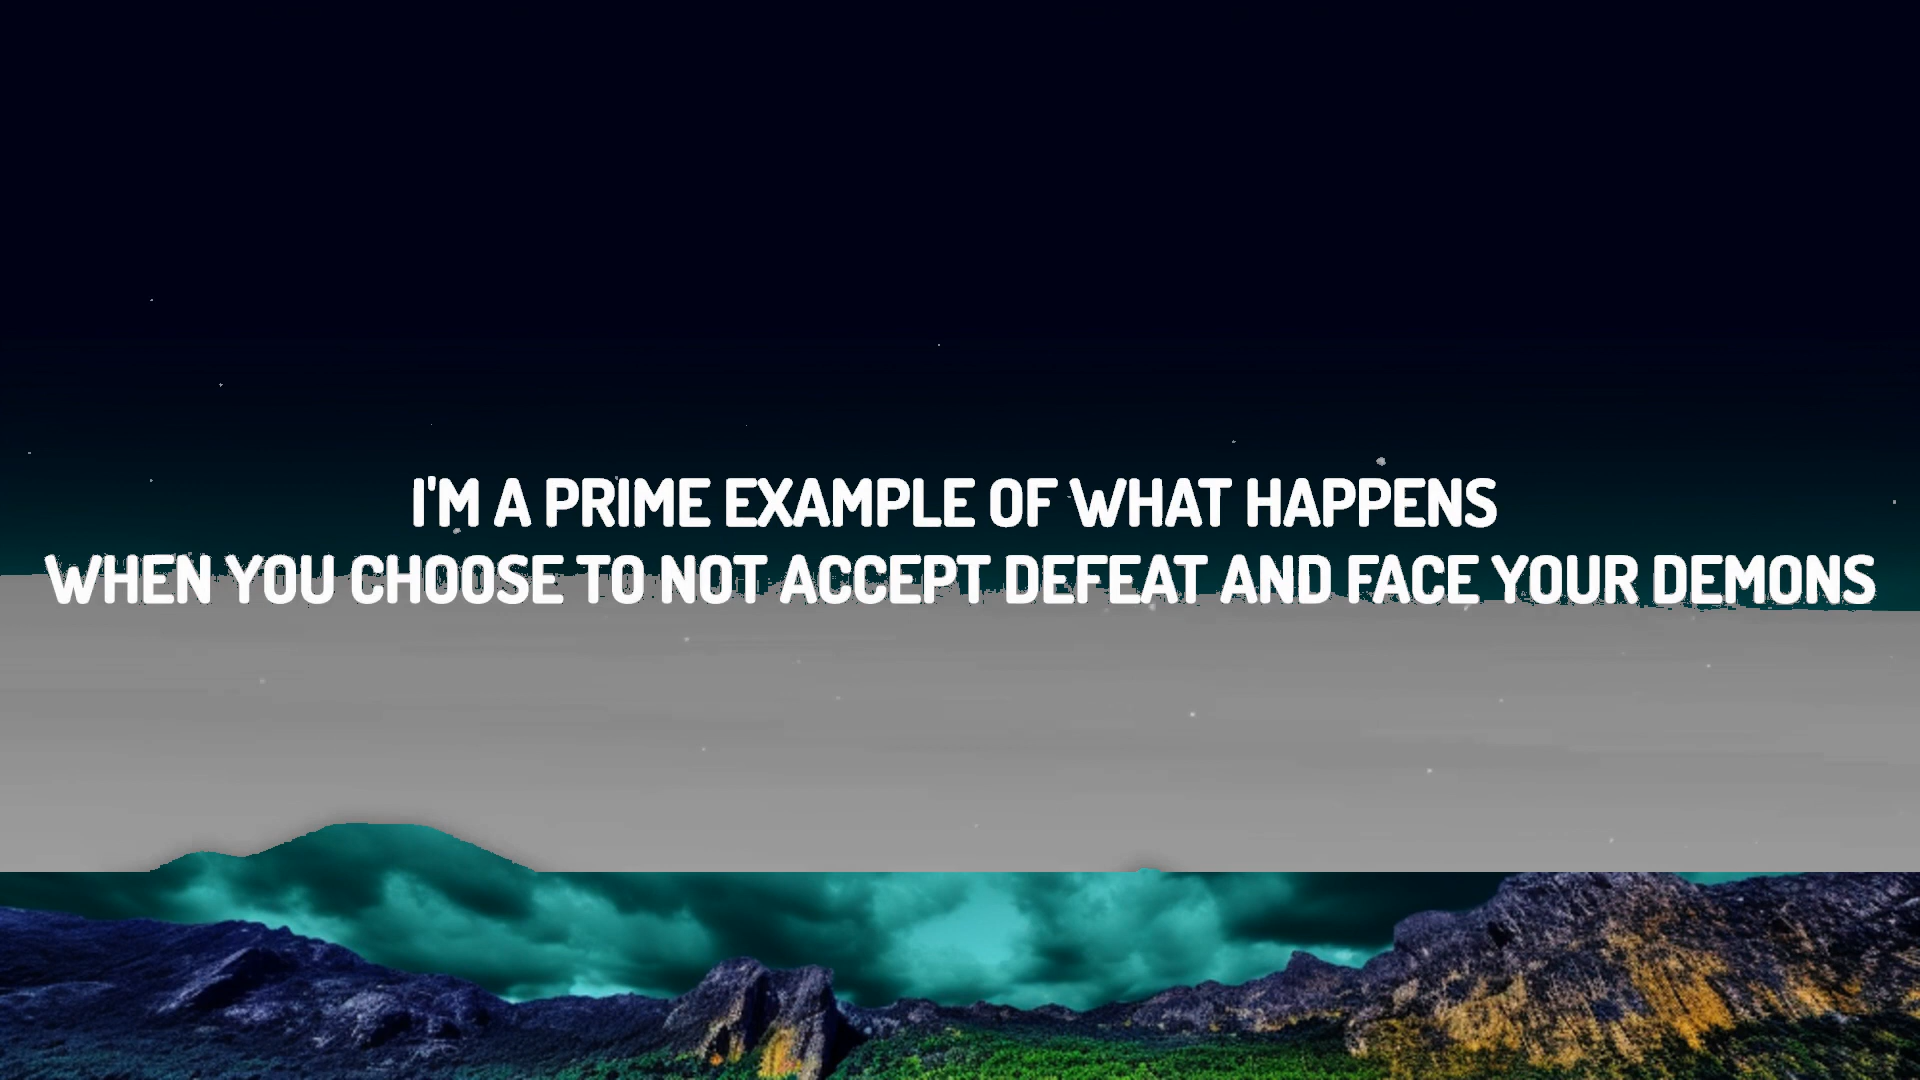 I'M A PRIME EXAMPLE OF WHAT HAPPENS
WHEN YOU CHOOSE TO NOT ACCEPT DEFEAT AND FACE YOUR DEMONS